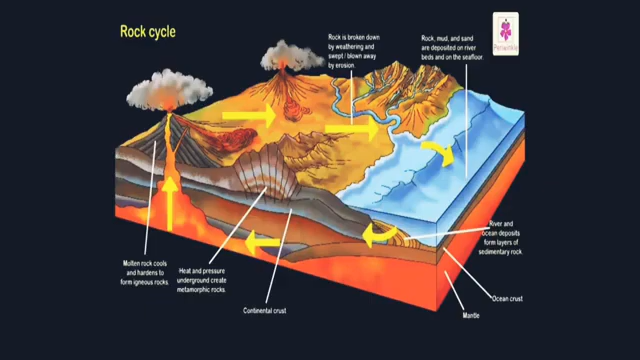 Rock cycle
Rock is broken down
by weathering and
swept / blown away
by erosion.
Rock, mud, and sand
are deposited on river
beds and on the seafloor.
Periwinkle
River and
ocean deposits
form layers of
sedimentary rock.
Molten rock cools
and hardens to
form igneous rocks.
Heat and pressure
underground create
metamorphic rocks.
Continental crust
Ocean crust
Mantle